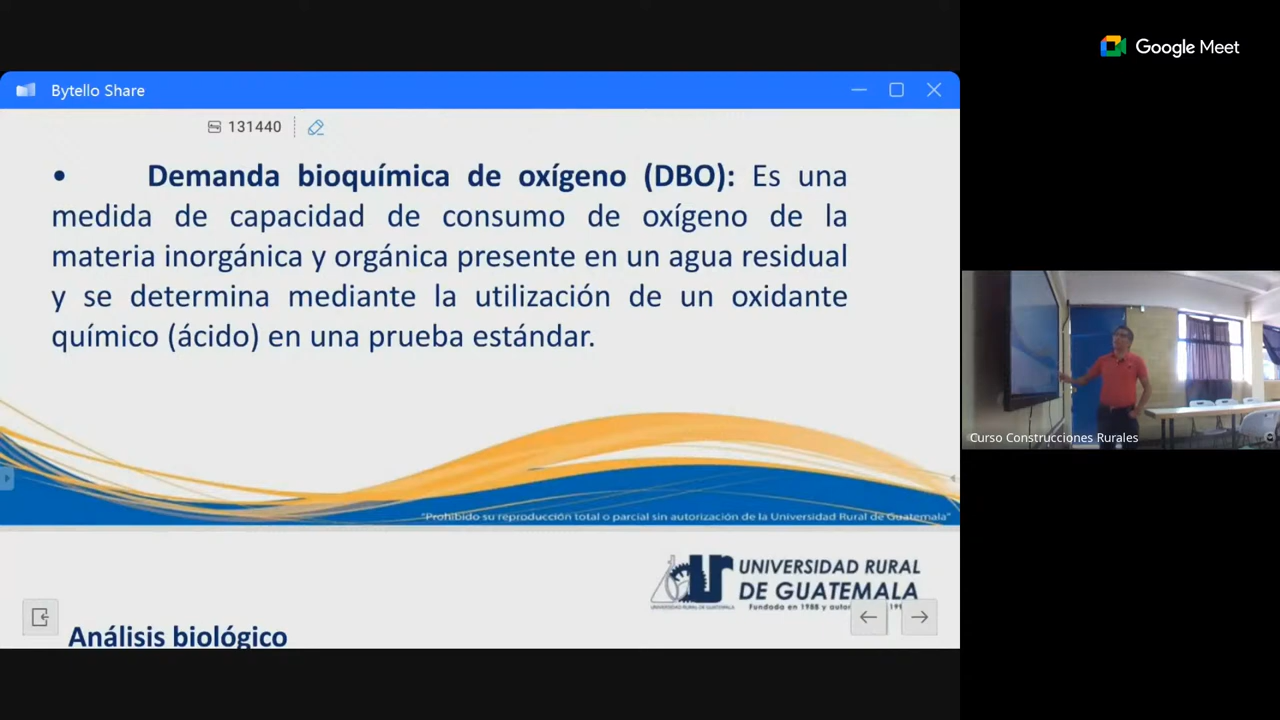 Google Meet
Bytello Share
131440
• Demanda bioquímica de oxígeno (DBO): Es una
medida de capacidad de consumo de oxígeno de la
materia inorgánica y orgánica presente en un agua residual
y se determina mediante la utilización de un oxidante
químico (ácido) en una prueba estándar.
Curso Construcciones Rurales
"Prohibido su reproducción total o parcial sin autorización de la Universidad Rural de Guatemala"
UNIVERSIDAD RURAL
DE GUATEMALA
Fundado en 1988 y
Análisis biológico